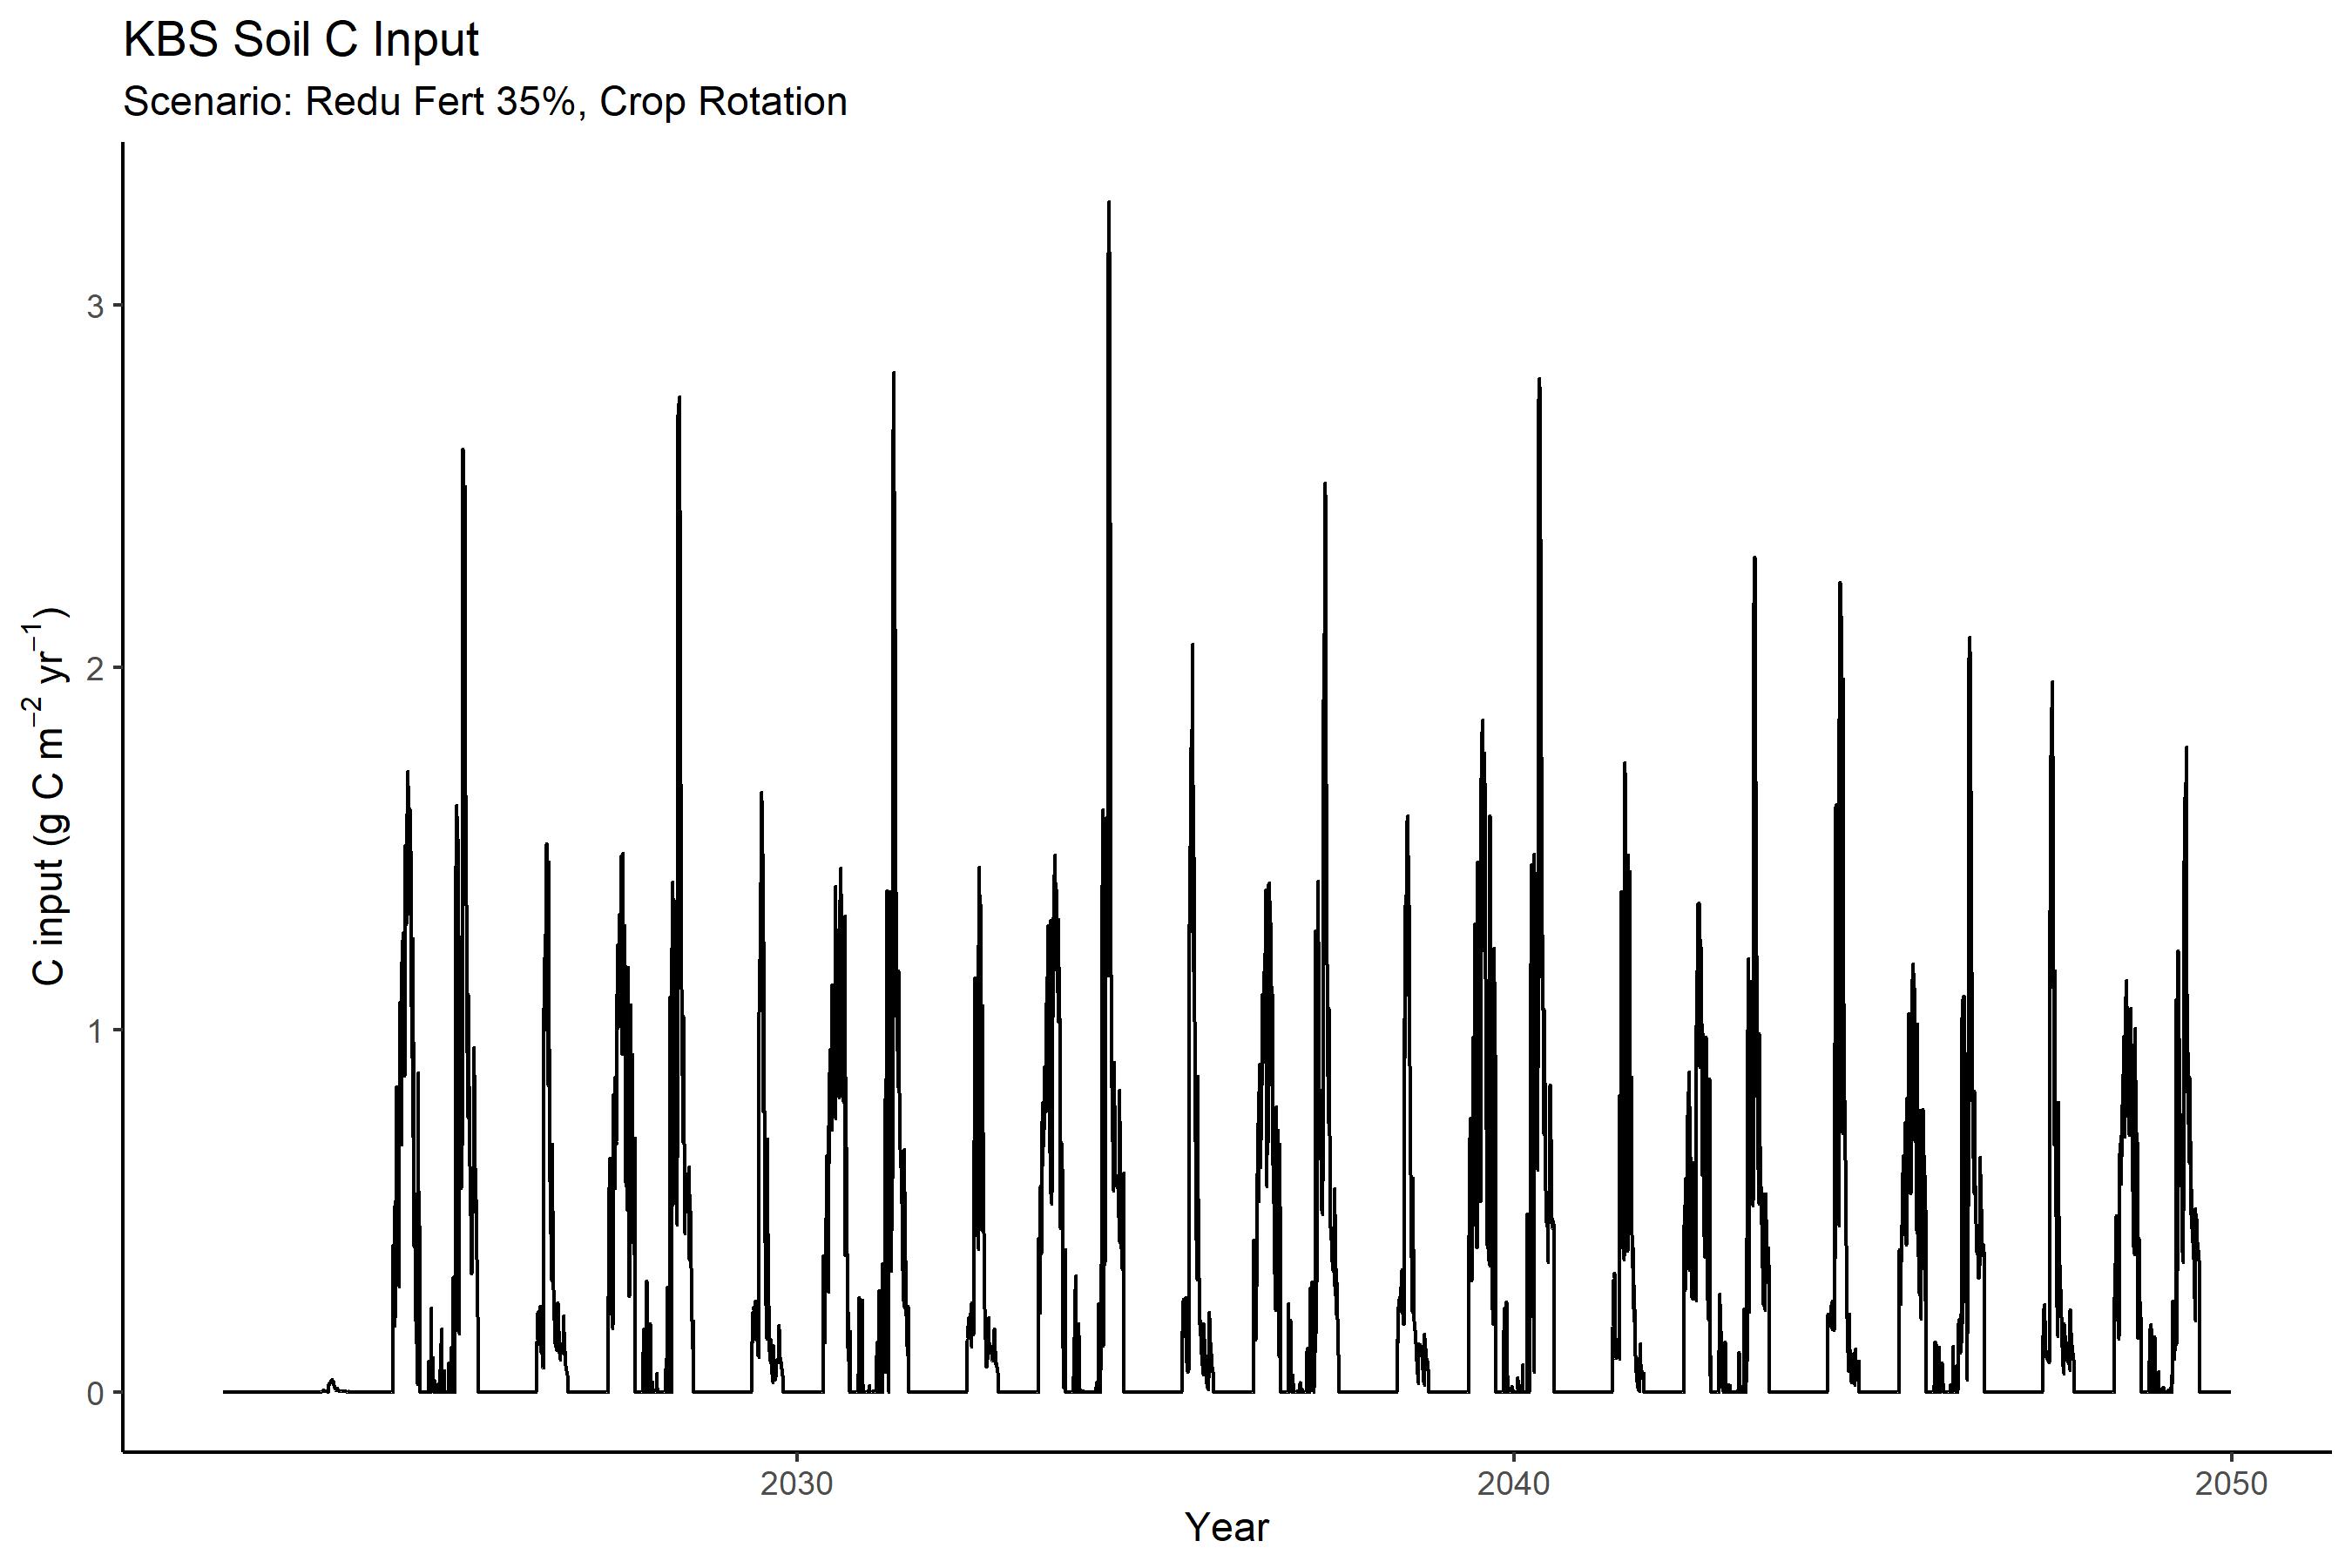 KBS Soil C Input
Scenario: Redu Fert 35%, Crop Rotation
C input (g C m⁻² yr⁻¹)
3
2
1
0
2030
2040
2050
Year